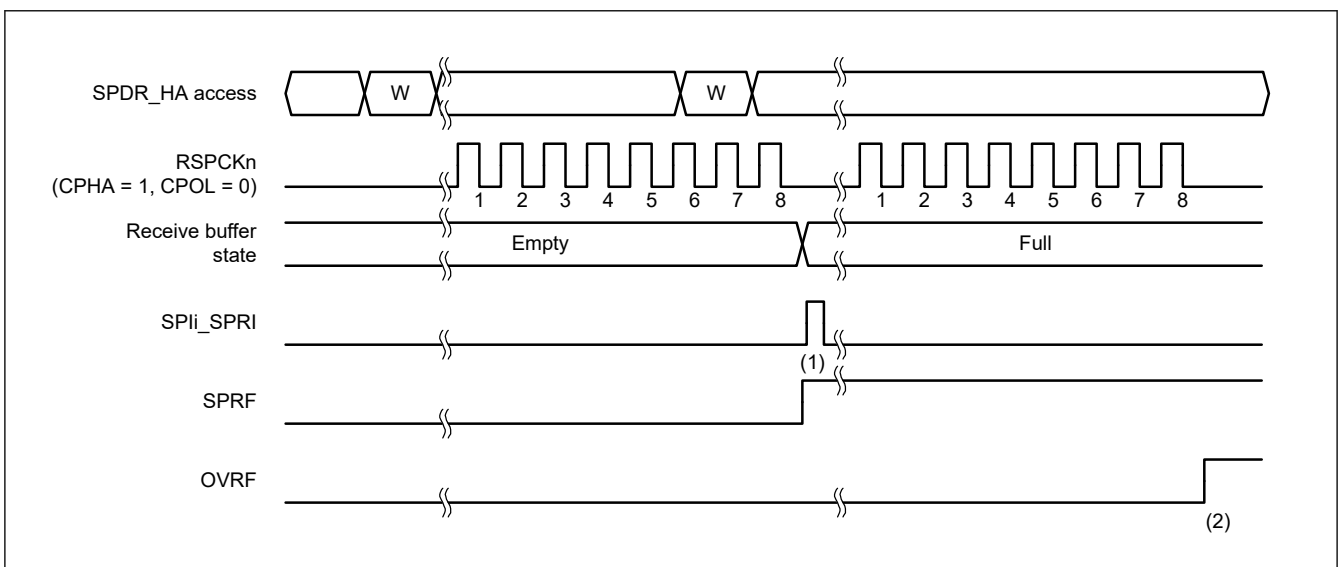 SPDR_HA access
W
W
RSPCKn
(CPHA = 1, CPOL = 0)
1 2 3 4 5 6 7 8
1 2 3 4 5 6 7 8
Receive buffer
state
Empty
Full
SPIi_SPRI
(1)
SPRF
OVRF
(2)